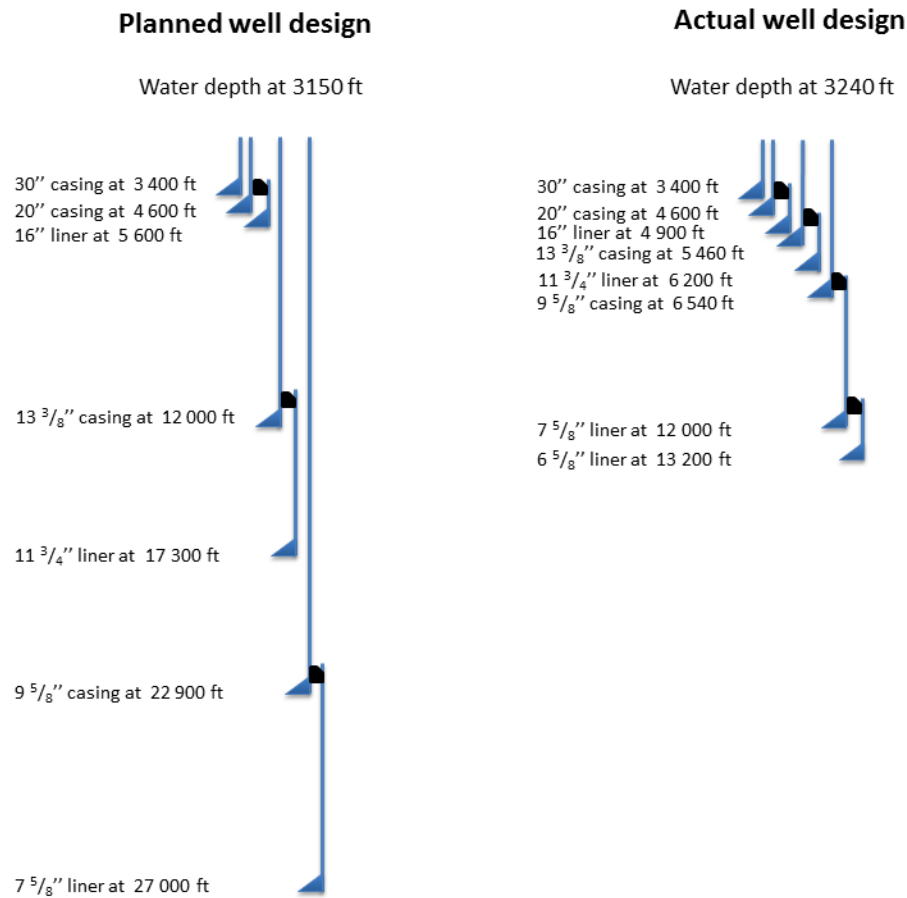 Planned well design
Water depth at 3150 ft
30’’ casing at 3 400 ft
20’’ casing at 4 600 ft
16’’ liner at 5 600 ft
13 3/8’’ casing at 12 000 ft
11 3/4’’ liner at 17 300 ft
9 5/8’’ casing at 22 900 ft
7 5/8’’ liner at 27 000 ft
Actual well design
Water depth at 3240 ft
30’’ casing at 3 400 ft
20’’ casing at 4 600 ft
16’’ liner at 4 900 ft
13 3/8’’ casing at 5 460 ft
11 3/4’’ liner at 6 200 ft
9 5/8’’ casing at 6 540 ft
7 5/8’’ liner at 12 000 ft
6 5/8’’ liner at 13 200 ft